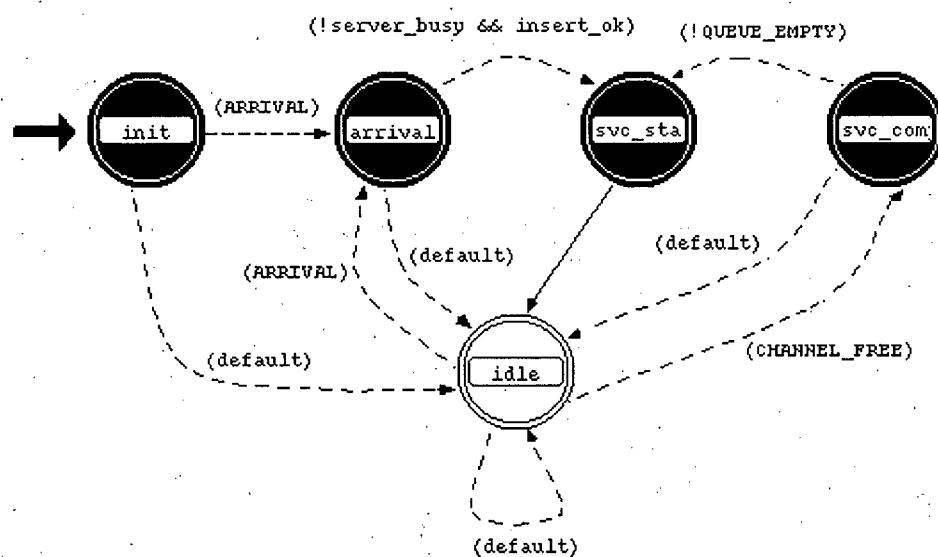 (!server_busy && insert_ok)
(!QUEUE_EMPTY)
(ARRIVAL)
init
arrival
svc_sta
svc_com
(ARRIVAL)
(default)
(default)
(default)
(CHANNEL_FREE)
idle
(default)